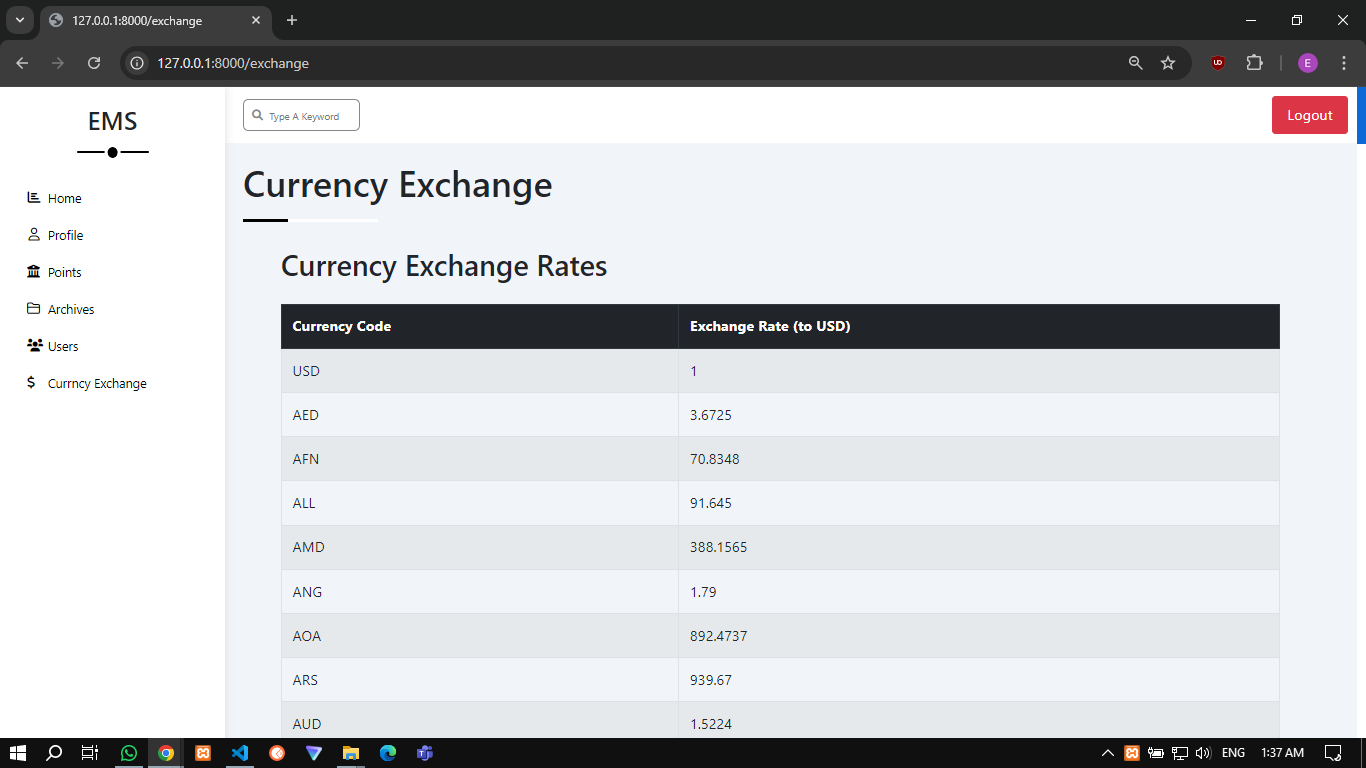 127.0.0.1:8000/exchange
127.0.0.1:8000/exchange
E
EMS
Type A Keyword
Logout
Home
Profile
Points
Archives
Users
Currncy Exchange
Currency Exchange
Currency Exchange Rates
Currency Code Exchange Rate (to USD)
USD 1
AED 3.6725
AFN 70.8348
ALL 91.645
AMD 388.1565
ANG 1.79
AOA 892.4737
ARS 939.67
AUD 1.5224
ENG 1:37 AM